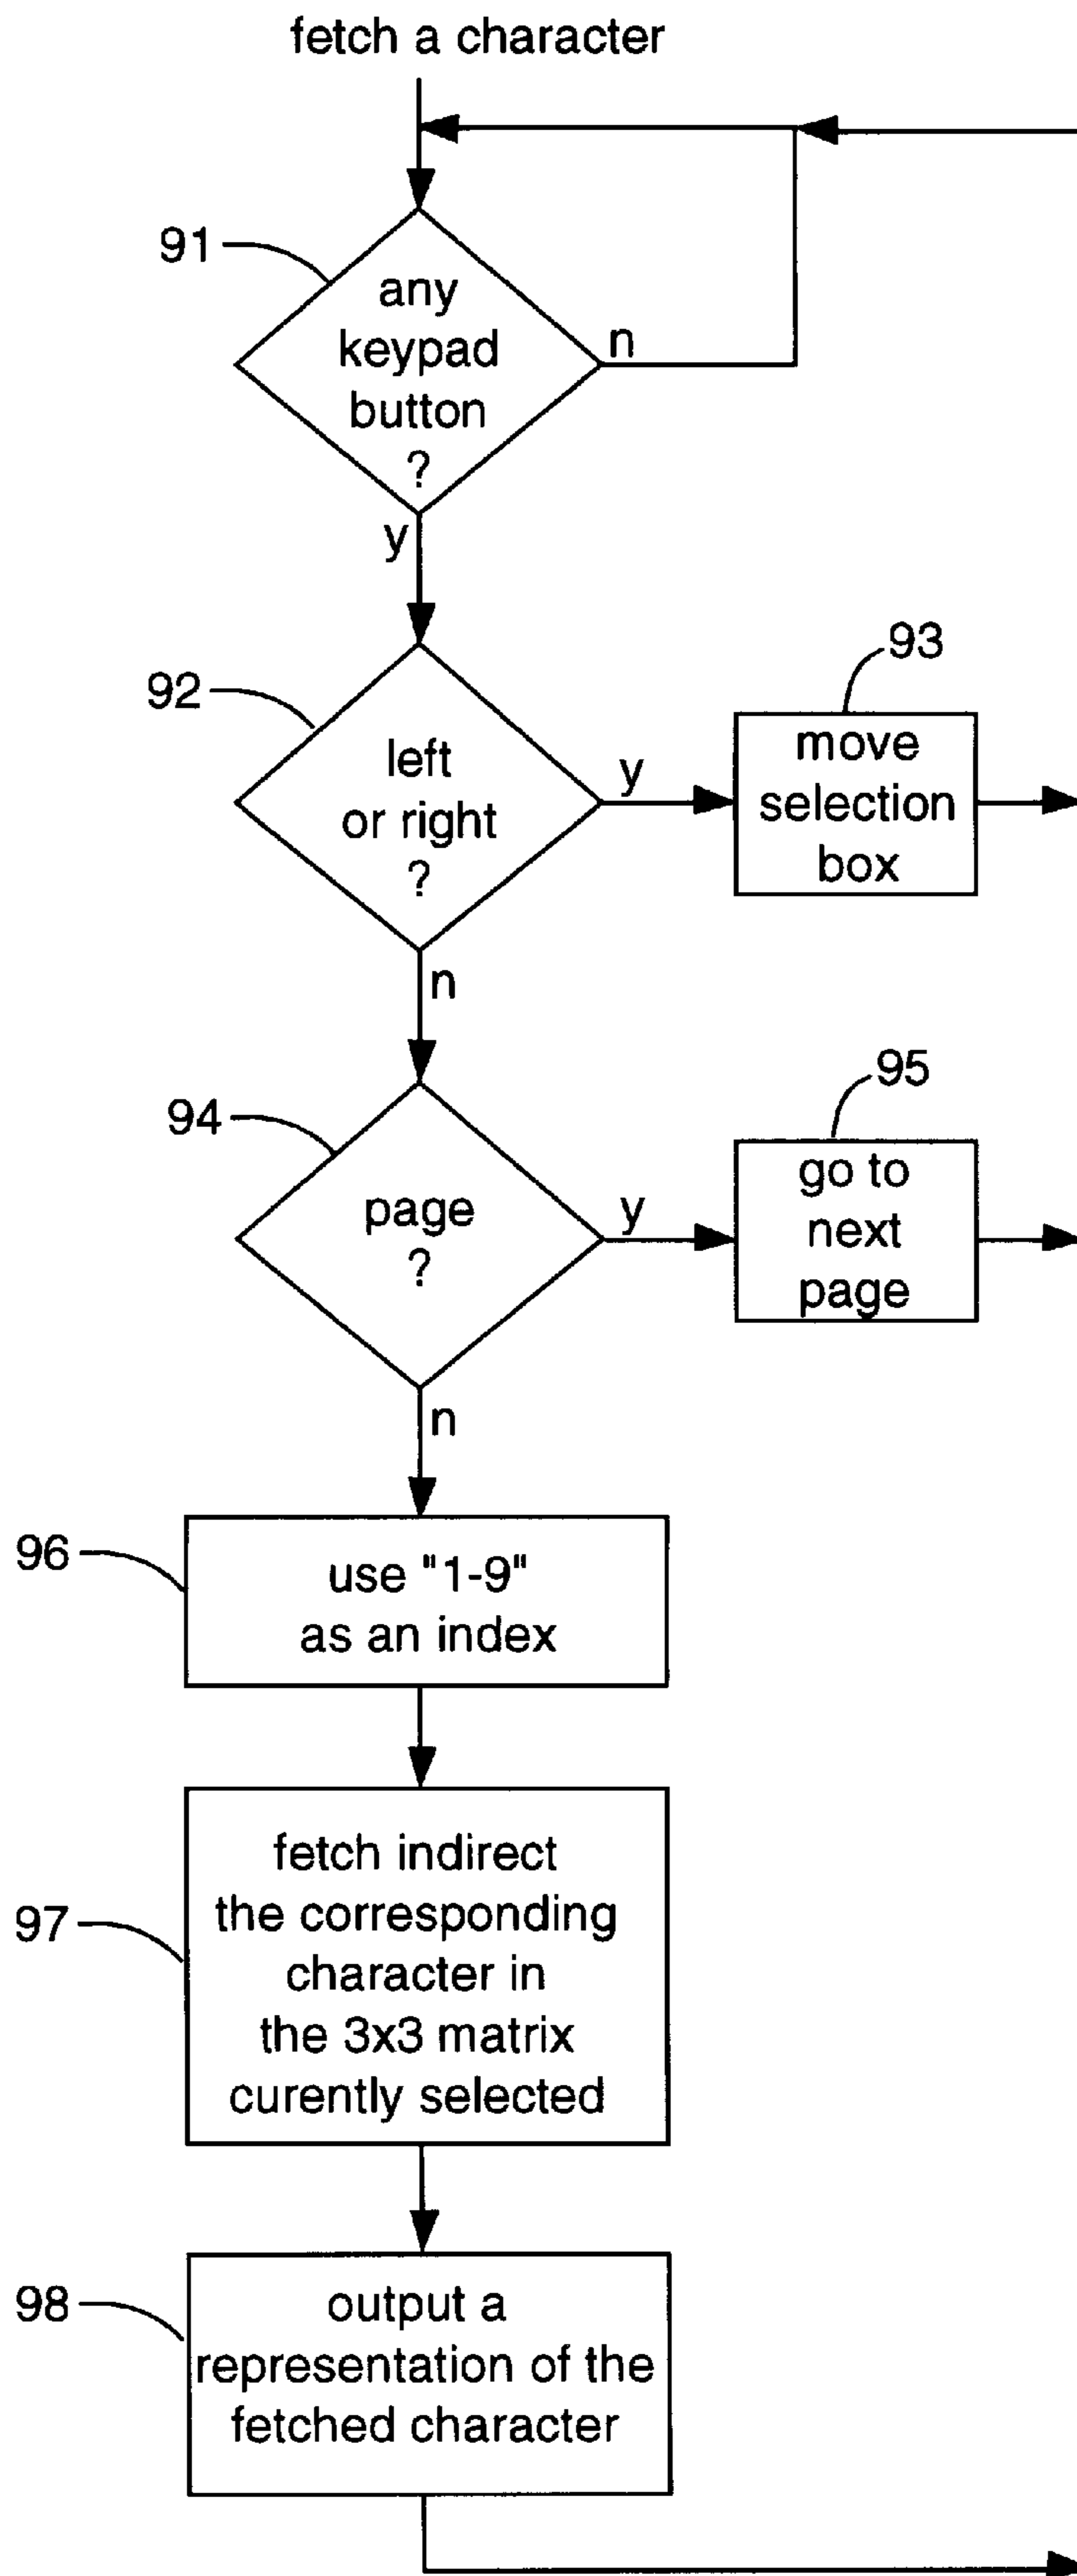 fetch a character
91
any
keypad
button
?
n
y
92
left
or right
?
y
93
move
selection
box
n
94
page
?
y
95
go to
next
page
n
96
use "1-9"
as an index
97
fetch indirect
the corresponding
character in
the 3x3 matrix
curently selected
98
output a
representation of the
fetched character